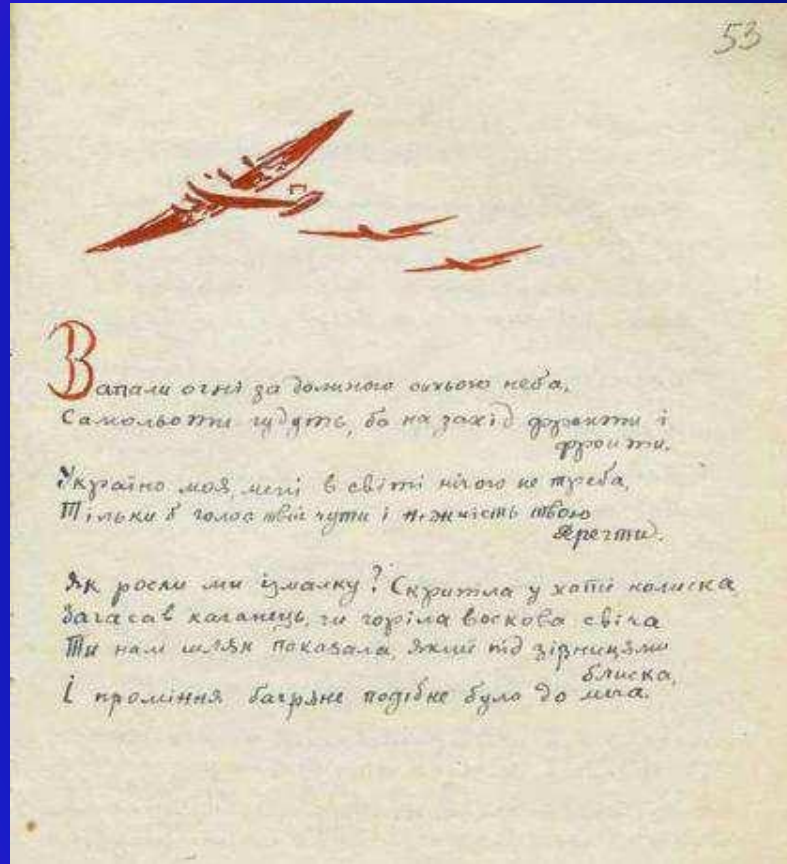 53
Запали огні за долиною синього неба,
Самольоти гудуть, бо на захід фронти і
фронти.
Україно моя, мені в світі нічого не треба,
Тільки б голос твій чути і ніжність твою
берегти.
Як росли ми ізмалку? Скрипіла у хаті колиска
Загасав каганець, чи горіла воскова свіча
Ти нам шлях показала, який під зірницями
блиска,
І проміння багряне подібне було до меча.